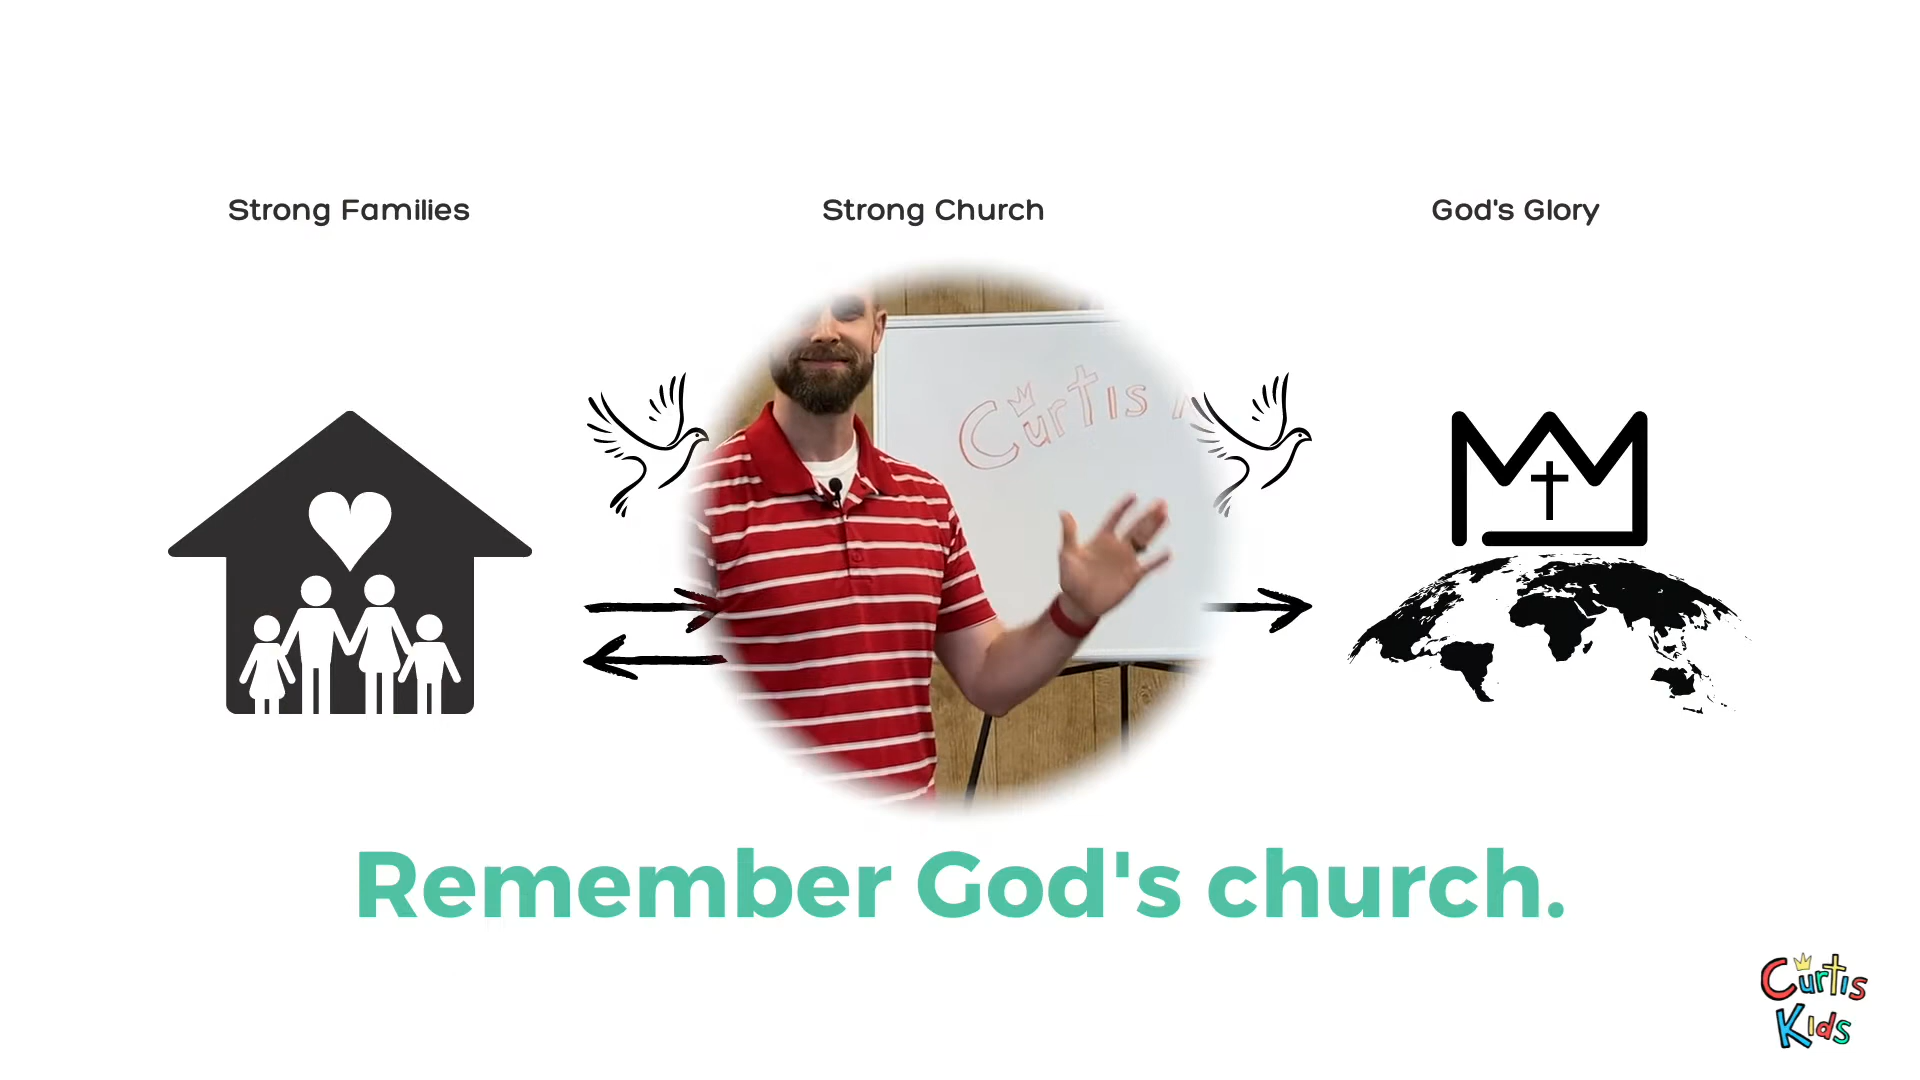 Strong Families
Strong Church
God's Glory
Curtis
Remember God's church.
Curtis
Kids